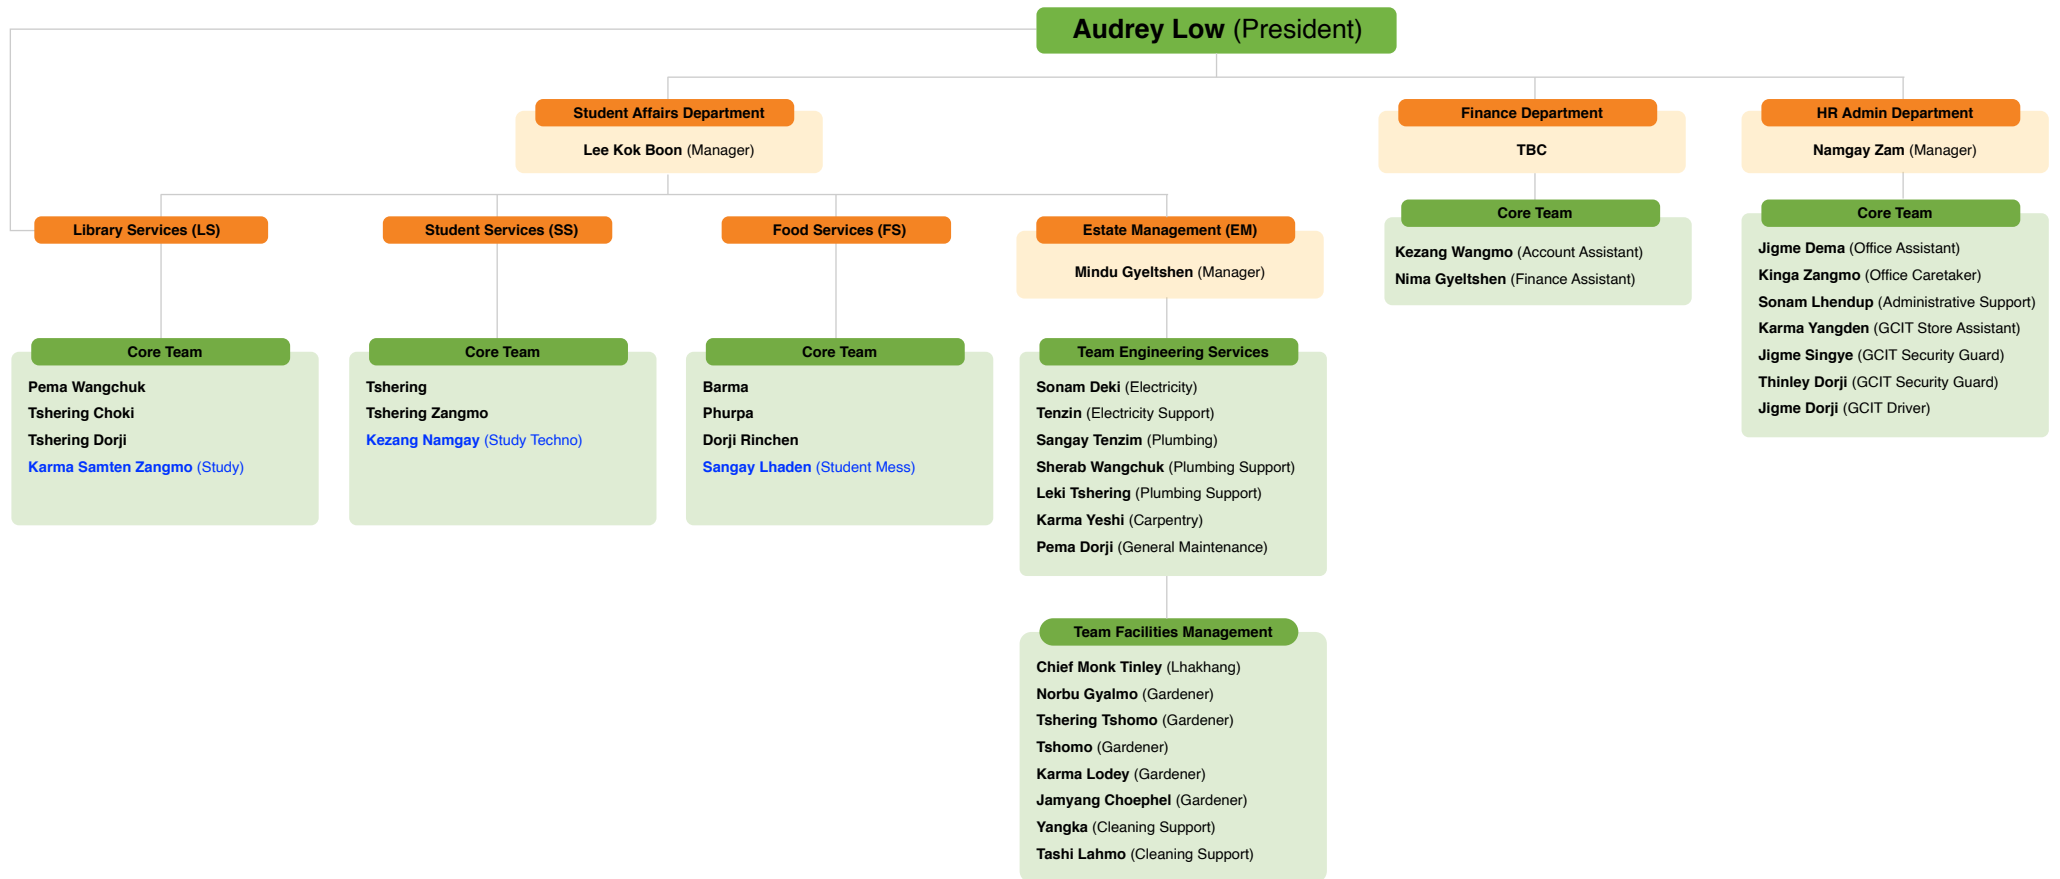 Audrey Low (President)
Student Affairs Department
Lee Kok Boon (Manager)
Finance Department
TBC
HR Admin Department
Namgay Zam (Manager)
Library Services (LS)
Student Services (SS)
Food Services (FS)
Estate Management (EM)
Mindu Gyeltshen (Manager)
Core Team
Kezang Wangmo (Account Assistant)
Nima Gyeltshen (Finance Assistant)
Core Team
Jigme Dema (Office Assistant)
Kinga Zangmo (Office Caretaker)
Sonam Lhendup (Administrative Support)
Karma Yangden (GCIT Store Assistant)
Jigme Singye (GCIT Security Guard)
Thinley Dorji (GCIT Security Guard)
Jigme Dorji (GCIT Driver)
Core Team
Pema Wangchuk
Tshering Choki
Tshering Dorji
Karma Samten Zangmo (Study)
Core Team
Tshering
Tshering Zangmo
Kezang Namgay (Study Techno)
Core Team
Barma
Phurpa
Dorji Rinchen
Sangay Lhaden (Student Mess)
Team Engineering Services
Sonam Deki (Electricity)
Tenzin (Electricity Support)
Sangay Tenzim (Plumbing)
Sherab Wangchuk (Plumbing Support)
Leki Tshering (Plumbing Support)
Karma Yeshi (Carpentry)
Pema Dorji (General Maintenance)
Team Facilities Management
Chief Monk Tinley (Lhakhang)
Norbu Gyalmo (Gardener)
Tshering Tshomo (Gardener)
Tshomo (Gardener)
Karma Lodey (Gardener)
Jamyang Choephel (Gardener)
Yangka (Cleaning Support)
Tashi Lahmo (Cleaning Support)